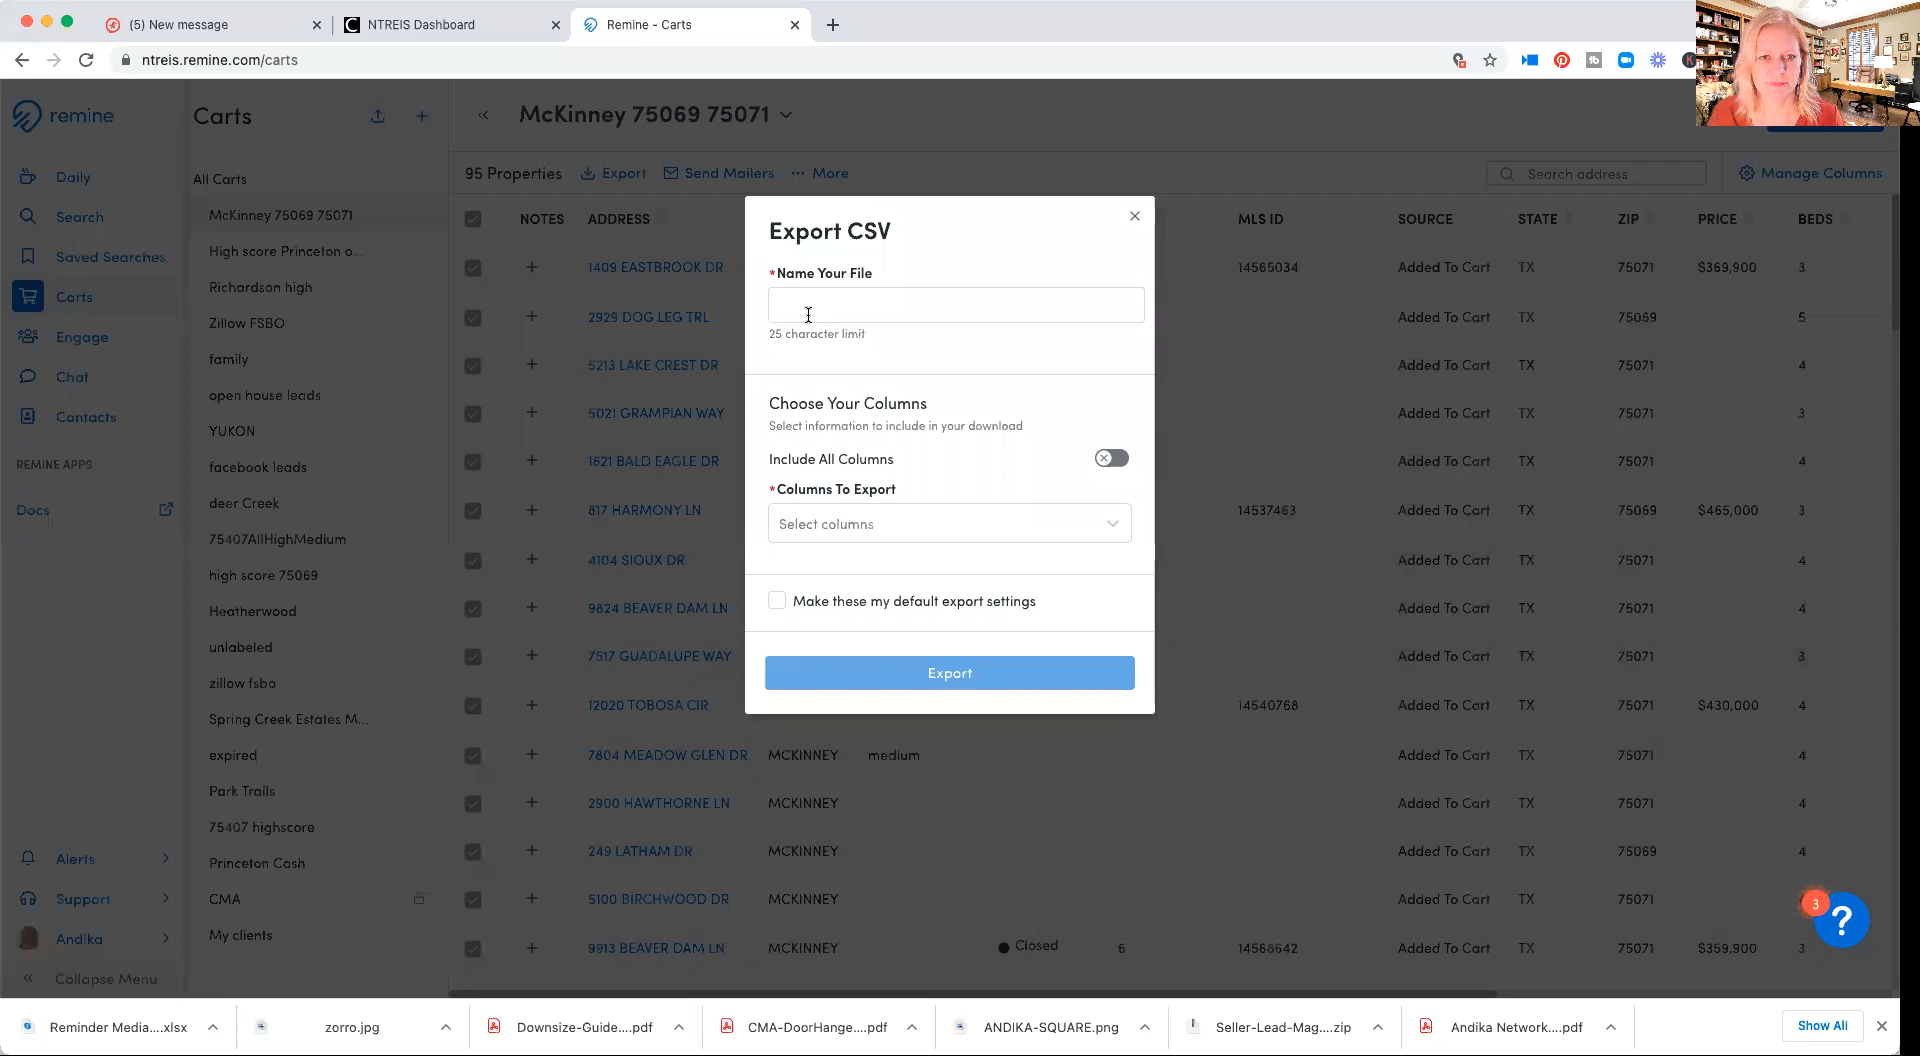 (5) New message
NTREIS Dashboard
Remine - Carts
ntreis.remine.com/carts
remine
Daily
Search
Saved Searches
Carts
Engage
Chat
Contacts
REMINE APPS
Docs
Alerts
Support
Andika
Collapse Menu
Carts
All Carts
McKinney 75069 75071
High score Princeton o...
Richardson high
Zillow FSBO
family
open house leads
YUKON
facebook leads
deer Creek
75407AllHighMedium
high score 75069
Heatherwood
unlabeled
zillow fsbo
Spring Creek Estates M...
expired
Park Trails
75407 highscore
Princeton Cash
CMA
My clients
McKinney 75069 75071
95 Properties Export Send Mailers ··· More Search address Manage Columns
NOTES ADDRESS MLS ID SOURCE STATE ZIP PRICE BEDS
1409 EASTBROOK DR 14565034 Added To Cart TX 75071 $369,900 3
2929 DOG LEG TRL Added To Cart TX 75069 5
5213 LAKE CREST DR Added To Cart TX 75071 4
5021 GRAMPIAN WAY Added To Cart TX 75071 3
1621 BALD EAGLE DR Added To Cart TX 75071 4
817 HARMONY LN 14537463 Added To Cart TX 75069 $465,000 3
4104 SIOUX DR Added To Cart TX 75071 4
9824 BEAVER DAM LN Added To Cart TX 75071 4
7517 GUADALUPE WAY Added To Cart TX 75071 3
12020 TOBOSA CIR 14540768 Added To Cart TX 75071 $430,000 4
7804 MEADOW GLEN DR MCKINNEY medium Added To Cart TX 75071 4
2900 HAWTHORNE LN MCKINNEY Added To Cart TX 75071 4
249 LATHAM DR MCKINNEY Added To Cart TX 75069 4
5100 BIRCHWOOD DR MCKINNEY Added To Cart TX 75071
9913 BEAVER DAM LN MCKINNEY Closed 6 14568642 Added To Cart TX 75071 $359,900 3
Export CSV
*Name Your File
25 character limit
Choose Your Columns
Select information to include in your download
Include All Columns
*Columns To Export
Select columns
Make these my default export settings
Export
3
?
Reminder Media....xlsx
zorro.jpg
Downsize-Guide....pdf
CMA-DoorHange....pdf
ANDIKA-SQUARE.png
Seller-Lead-Mag....zip
Andika Network....pdf
Show All